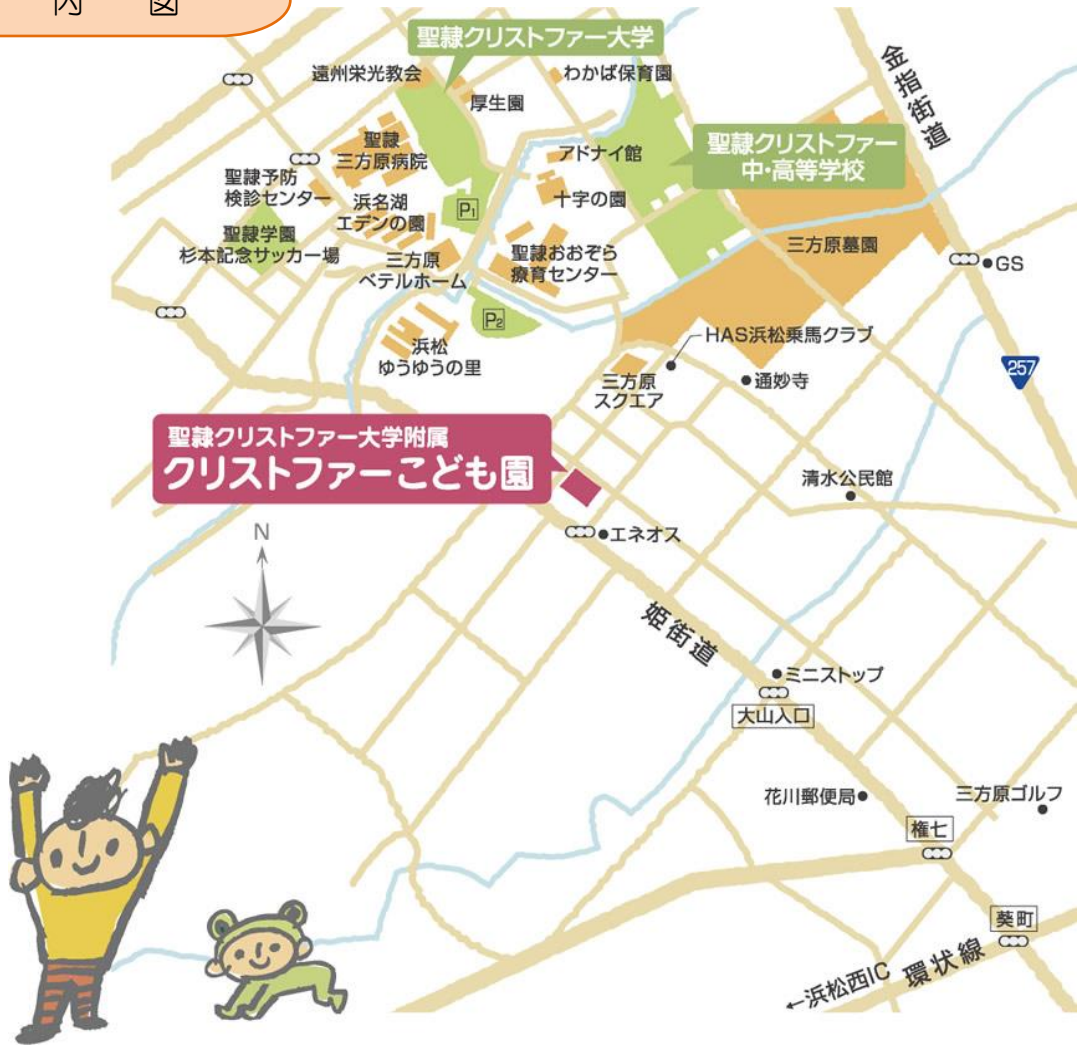 内 図
聖隷クリストファー大学
遠州栄光教会
厚生園
わかば保育園
金指街道
聖隷
三方原病院
アドナイ館
聖隷クリストファー
中・高等学校
聖隷予防
検診センター
浜名湖
エデンの園
P1
十字の園
聖隷学園
杉本記念サッカー場
三方原
ベテルホーム
聖隷おおぞら
療育センター
三方原墓園
GS
P2
浜松
ゆうゆうの里
HAS浜松乗馬クラブ
三方原
スクエア
通妙寺
257
聖隷クリストファー大学附属
クリストファーこども園
清水公民館
N
エネオス
姫街道
ミニストップ
大山入口
花川郵便局
三方原ゴルフ
権七
葵町
←浜松西IC 環状線